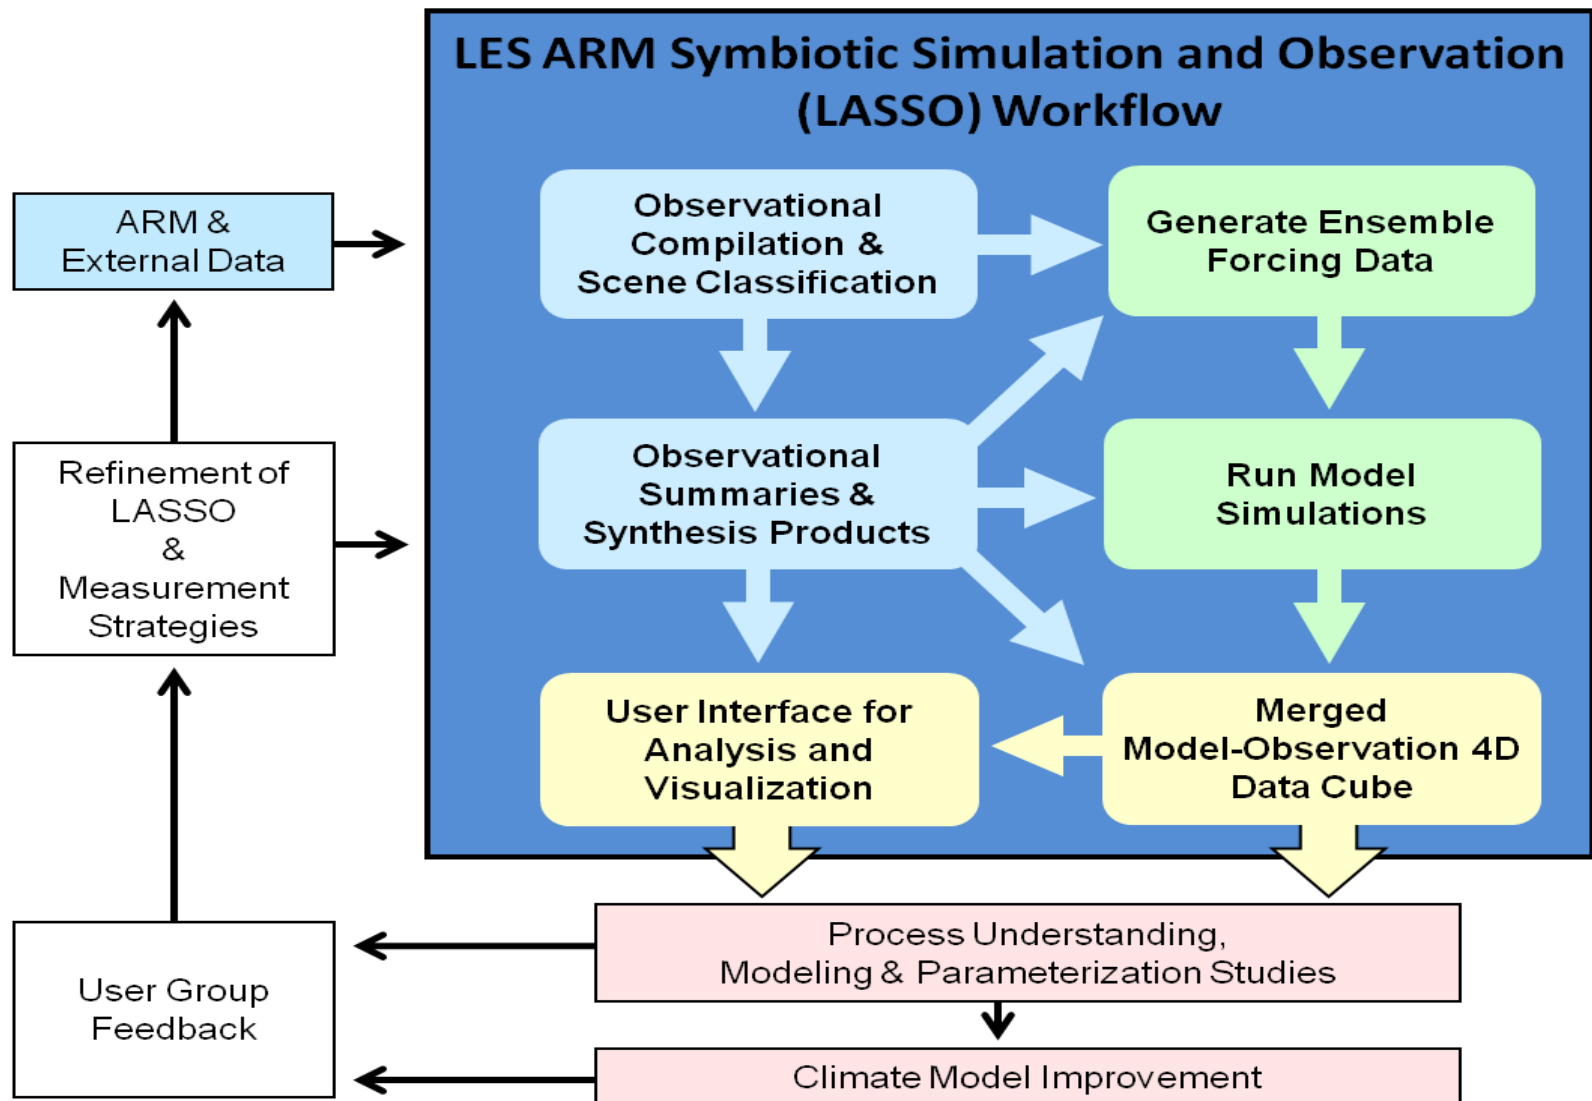 LES ARM Symbiotic Simulation and Observation
(LASSO) Workflow
ARM &
External Data
Observational
Compilation &
Scene Classification
Generate Ensemble
Forcing Data
Refinement of
LASSO
&
Measurement
Strategies
Observational
Summaries &
Synthesis Products
Run Model
Simulations
User Interface for
Analysis and
Visualization
Merged
Model-Observation 4D
Data Cube
User Group
Feedback
Process Understanding,
Modeling & Parameterization Studies
Climate Model Improvement